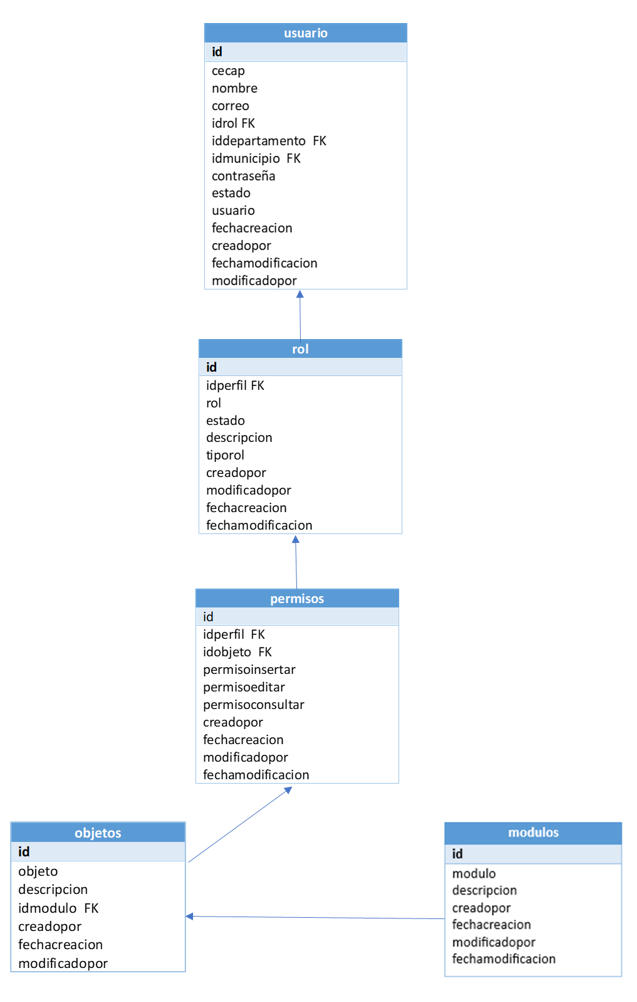 usuario
id
cecap
nombre
correo
idrol FK
iddepartamento FK
idmunicipio FK
contraseña
estado
usuario
fechacreacion
creadopor
fechamodificacion
modificadopor
rol
id
idperfil FK
rol
estado
descripcion
tiporol
creadopor
modificadopor
fechacreacion
fechamodificacion
permisos
id
idperfil FK
idobjeto FK
permisoinsertar
permisoeditar
permisoconsultar
creadopor
fechacreacion
modificadopor
fechamodificacion
objetos
id
objeto
descripcion
idmodulo FK
creadopor
fechacreacion
modificadopor
modulos
id
modulo
descripcion
creadopor
fechacreacion
modificadopor
fechamodificacion